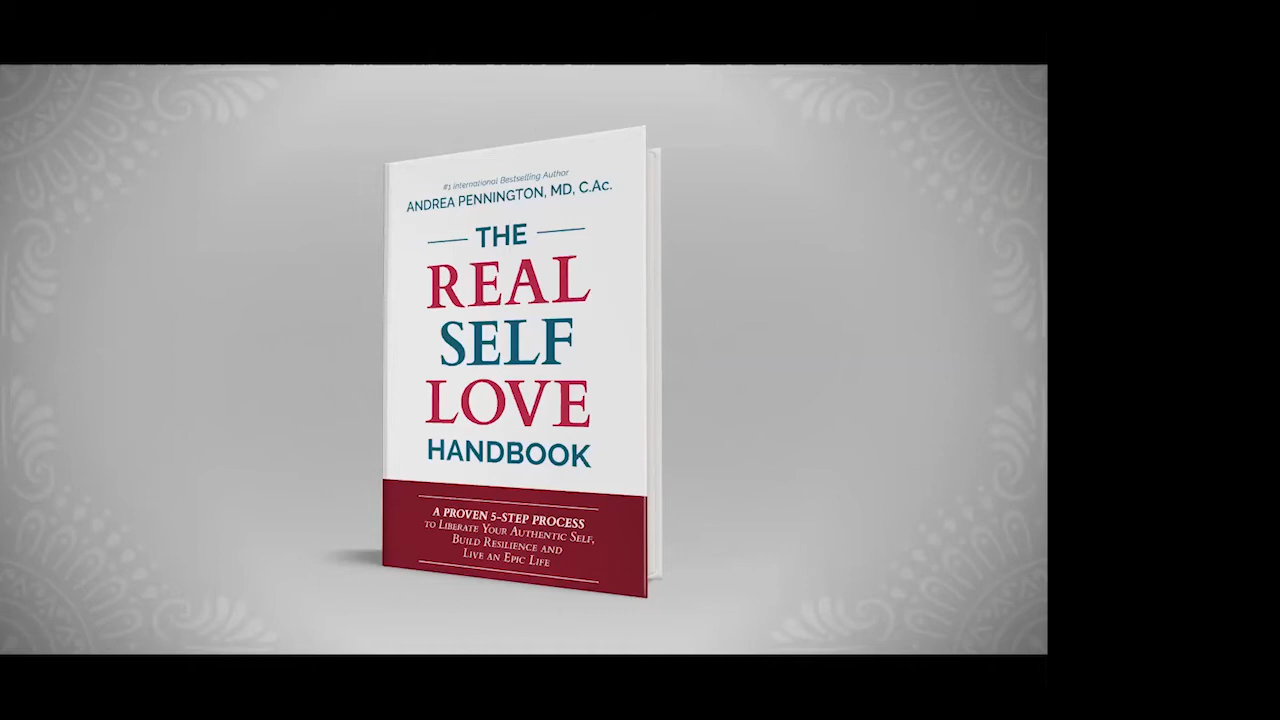 #1 International Bestselling Author
ANDREA PENNINGTON, MD, C.Ac.
THE
REAL
SELF
LOVE
HANDBOOK
A PROVEN 5-STEP PROCESS
TO LIBERATE YOUR AUTHENTIC SELF,
BUILD RESILIENCE AND
LIVE AN EPIC LIFE